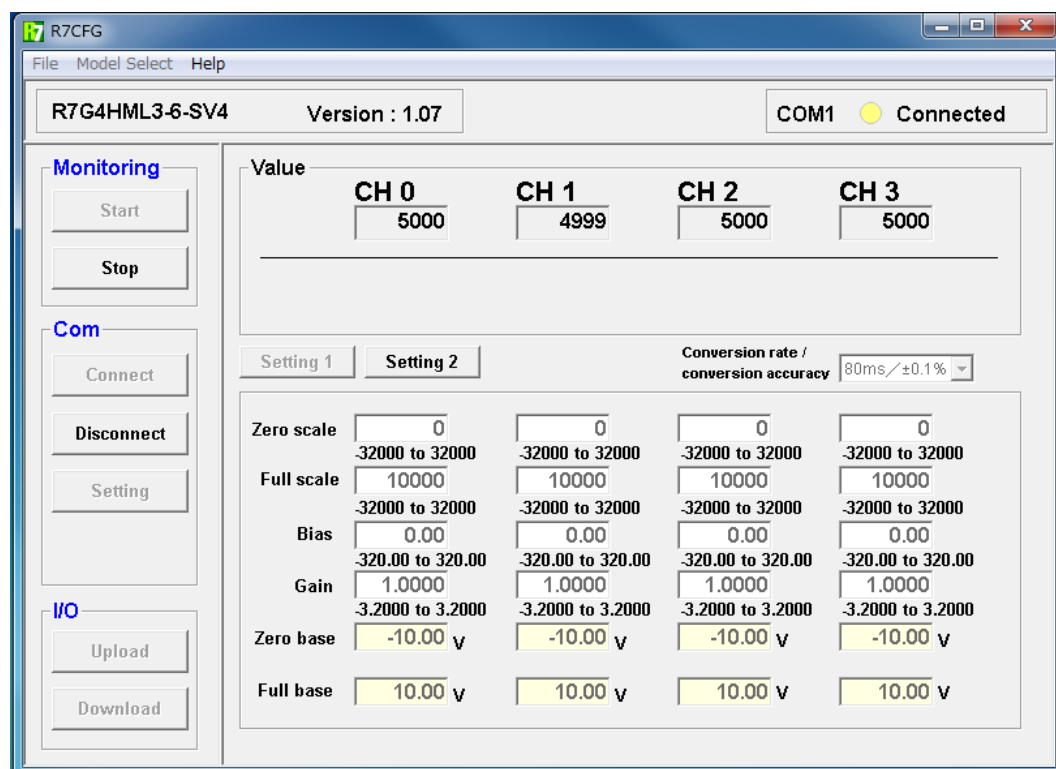 R7 R7CFG
File Model Select Help
R7G4HML3-6-SV4 Version : 1.07 COM1 Connected
Monitoring
Start
Stop
Com
Connect
Disconnect
Setting
I/O
Upload
Download
Value
CH 0 CH 1 CH 2 CH 3
5000 4999 5000 5000
Setting 1 Setting 2 Conversion rate /
conversion accuracy 80ms／±0.1%
Zero scale 0 0 0 0
-32000 to 32000 -32000 to 32000 -32000 to 32000 -32000 to 32000
Full scale 10000 10000 10000 10000
-32000 to 32000 -32000 to 32000 -32000 to 32000 -32000 to 32000
Bias 0.00 0.00 0.00 0.00
-320.00 to 320.00 -320.00 to 320.00 -320.00 to 320.00 -320.00 to 320.00
Gain 1.0000 1.0000 1.0000 1.0000
-3.2000 to 3.2000 -3.2000 to 3.2000 -3.2000 to 3.2000 -3.2000 to 3.2000
Zero base -10.00 V -10.00 V -10.00 V -10.00 V
Full base 10.00 V 10.00 V 10.00 V 10.00 V